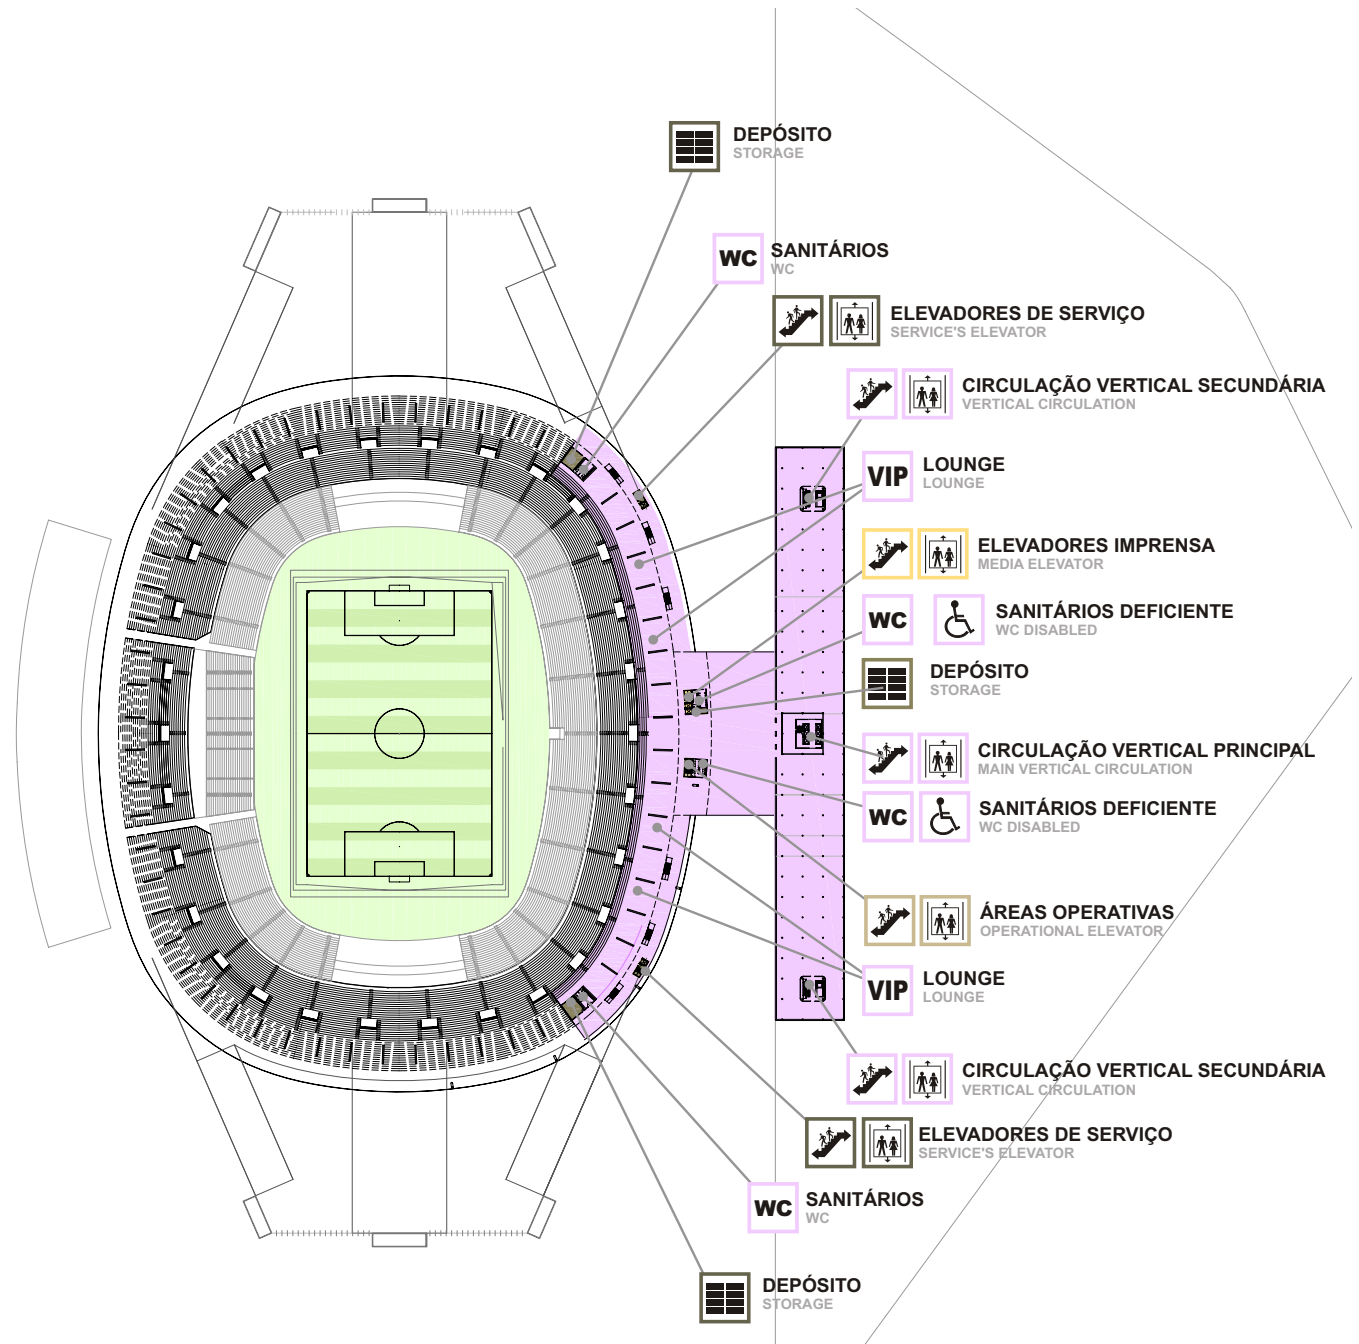 DEPÓSITO
STORAGE
WC
SANITÁRIOS
WC
ELEVADORES DE SERVIÇO
SERVICE'S ELEVATOR
CIRCULAÇÃO VERTICAL SECUNDÁRIA
VERTICAL CIRCULATION
VIP
LOUNGE
LOUNGE
ELEVADORES IMPRENSA
MEDIA ELEVATOR
WC
SANITÁRIOS DEFICIENTE
WC DISABLED
DEPÓSITO
STORAGE
CIRCULAÇÃO VERTICAL PRINCIPAL
MAIN VERTICAL CIRCULATION
WC
SANITÁRIOS DEFICIENTE
WC DISABLED
ÁREAS OPERATIVAS
OPERATIONAL ELEVATOR
VIP
LOUNGE
LOUNGE
CIRCULAÇÃO VERTICAL SECUNDÁRIA
VERTICAL CIRCULATION
ELEVADORES DE SERVIÇO
SERVICE'S ELEVATOR
WC
SANITÁRIOS
WC
DEPÓSITO
STORAGE